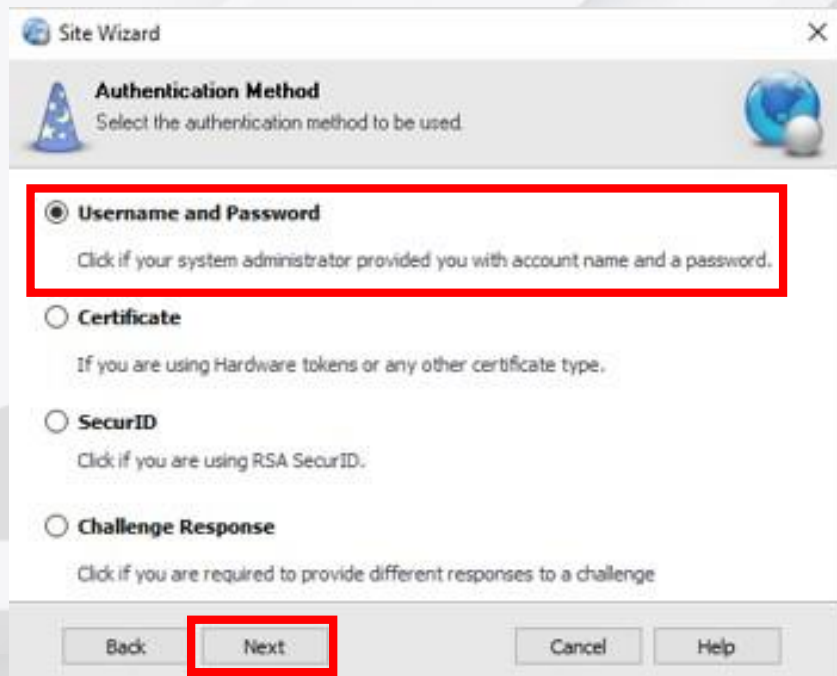 Site Wizard
Authentication Method
Select the authentication method to be used.
Username and Password
Click if your system administrator provided you with account name and a password.
Certificate
If you are using Hardware tokens or any other certificate type.
SecurID
Click if you are using RSA SecurID.
Challenge Response
Click if you are required to provide different responses to a challenge
Back Next Cancel Help